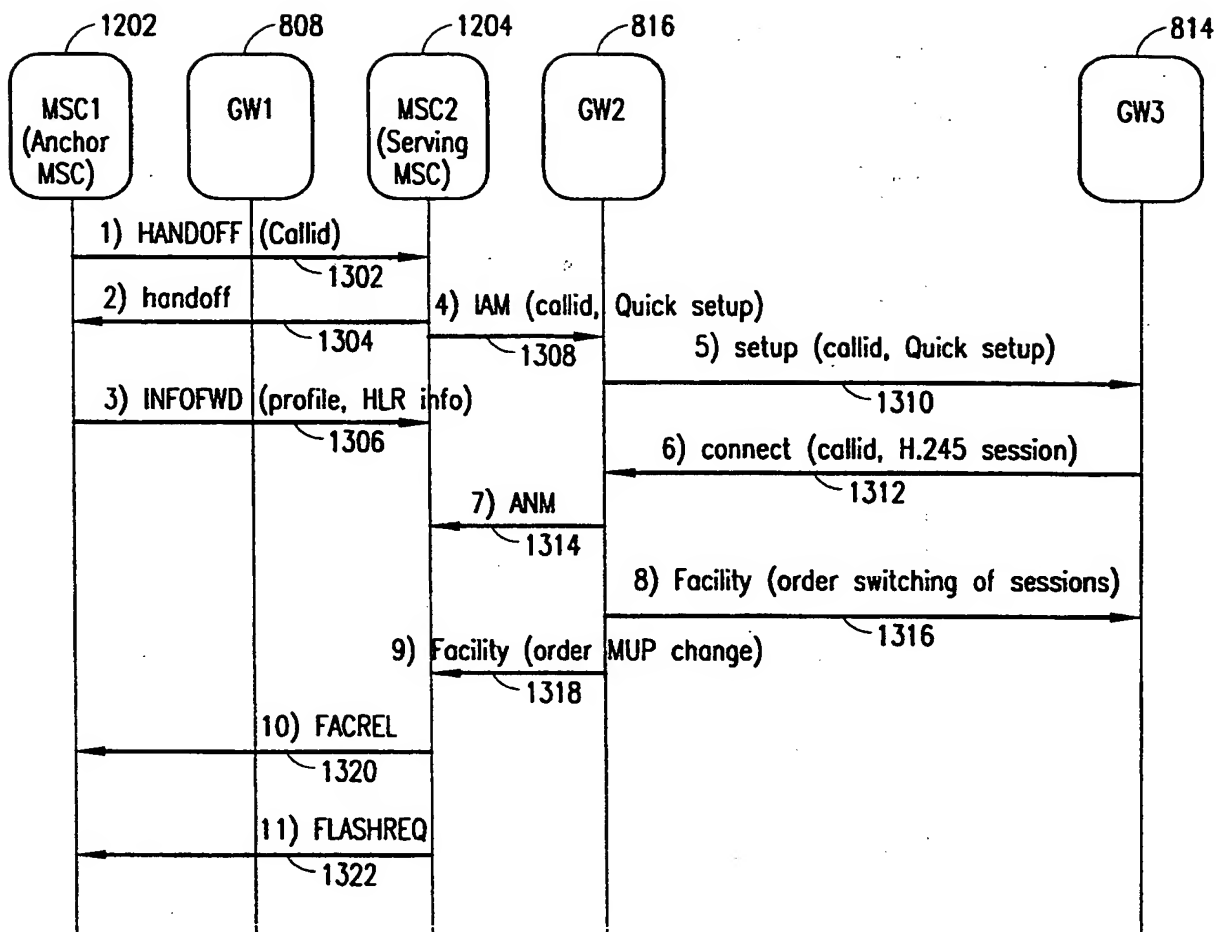 1202
808
1204
816
814
MSC1
(Anchor
MSC)
GW1
MSC2
(Serving
MSC)
GW2
GW3
1) HANDOFF (Callid)
1302
2) handoff
1304
4) IAM (callid, Quick setup)
1308
5) setup (callid, Quick setup)
1310
3) INFOFWD (profile, HLR info)
1306
6) connect (callid, H.245 session)
1312
7) ANM
1314
8) Facility (order switching of sessions)
1316
9) Facility (order MUP change)
1318
10) FACREL
1320
11) FLASHREQ
1322